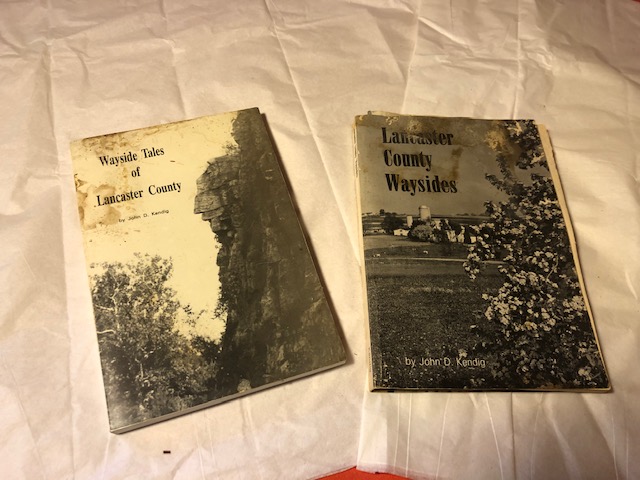 Wayside Tales
of
Lancaster County
by John D. Kendig
Lancaster
County
Waysides
by John D. Kendig